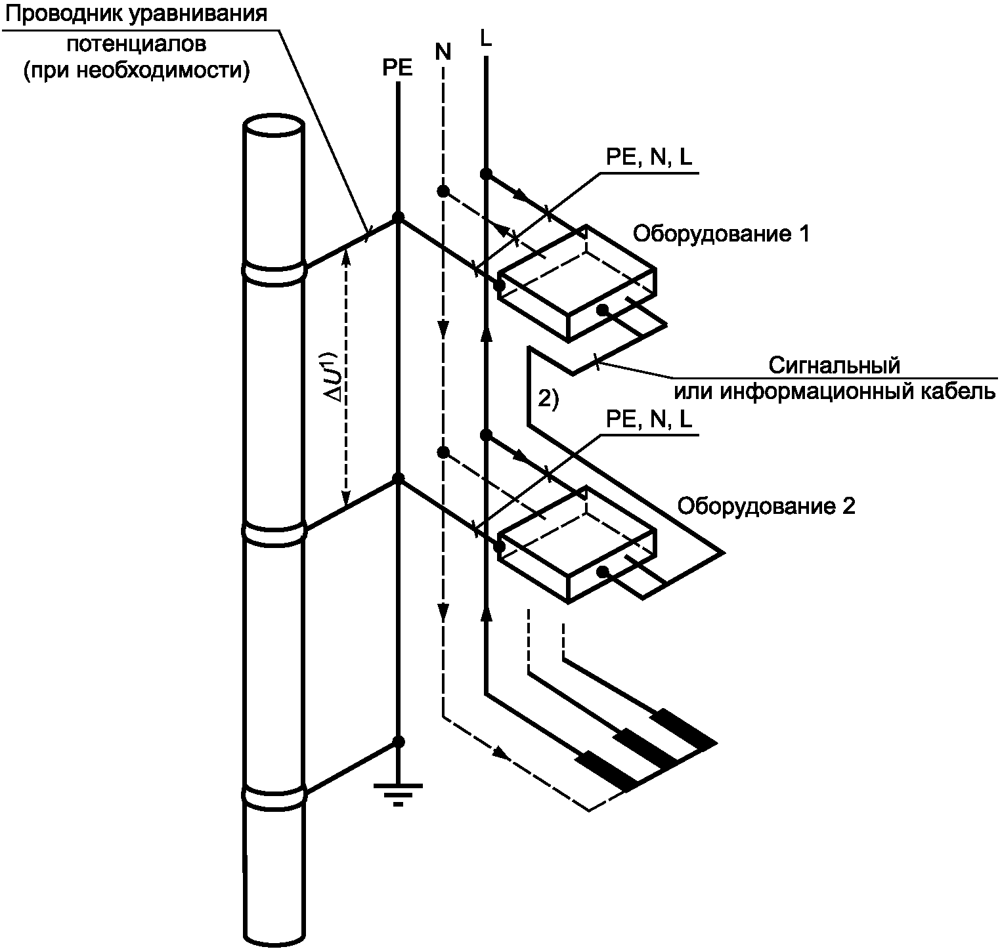 Проводник уравнивания
потенциалов
(при необходимости)
PE
N
L
PE, N, L
Оборудование 1
ΔU1)
Сигнальный
или информационный кабель
2)
PE, N, L
Оборудование 2